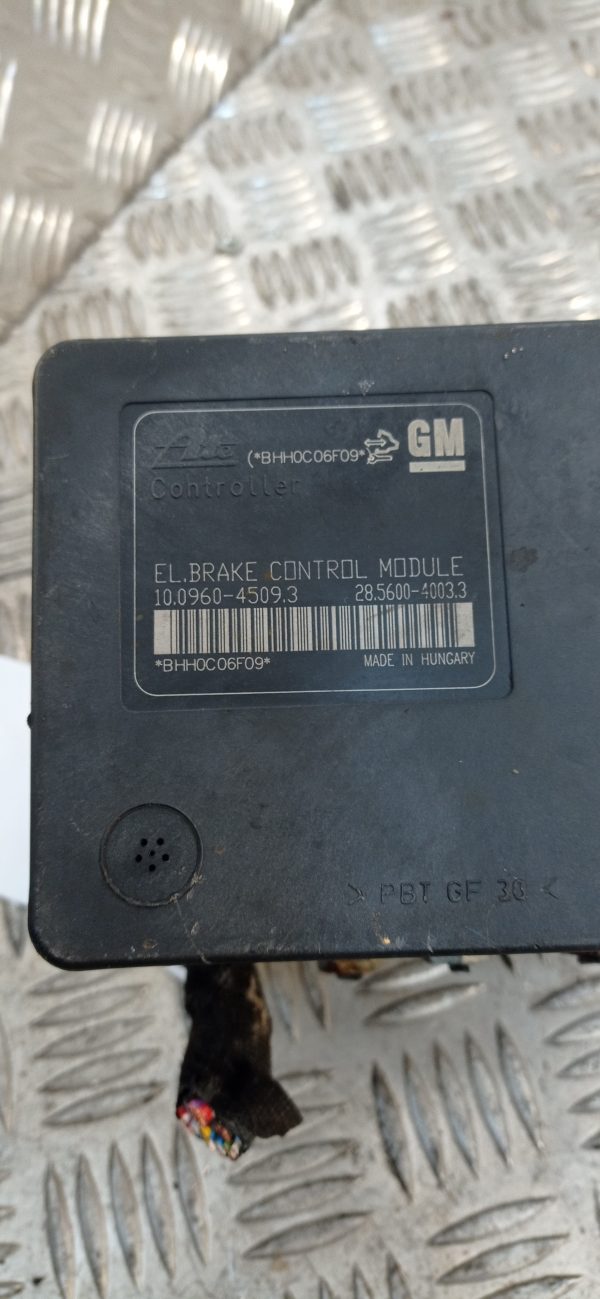 Ate (*BHH0C06F09*) GM
Controller
EL.BRAKE CONTROL MODULE
10.0960-4509.3 28.5600-4003.3
*BHH0C06F09* MADE IN HUNGARY
> PBT GF 30 <